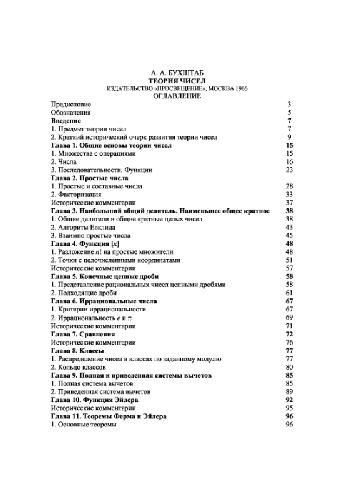 А. А. БУХШТАБ
ТЕОРИЯ ЧИСЕЛ
ИЗДАТЕЛЬСТВО «ПРОСВЕЩЕНИЕ», МОСКВА 1966
ОГЛАВЛЕНИЕ
Предисловие 3
Обозначения 5
Введение 7
1. Предмет теории чисел 7
2. Краткий исторический очерк развития теории чисел 9
Глава 1. Общие основы теории чисел 15
1. Множества с операциями 15
2. Числа 16
3. Последовательности. Функции 23
Глава 2. Простые числа
1. Простые и составные числа 28
2. Факторизация 33
Исторические комментарии 37
Глава 3. Наибольший общий делитель. Наименьшее общее кратное 38
1. Общие делители и общие кратные целых чисел 38
2. Алгоритм Евклида 43
3. Взаимно простые числа 45
Глава 4. Функция [x] 48
1. Разложение n! на простые множители 48
2. Точки с целочисленными координатами 51
Исторические комментарии 57
Глава 5. Конечные цепные дроби 58
1. Представление рациональных чисел цепными дробями 58
2. Подходящие дроби 61
Глава 6. Иррациональные числа 67
1. Критерии иррациональности 67
2. Иррациональность e и π 69
Исторические комментарии 71
Глава 7. Сравнения 72
Исторические комментарии 76
Глава 8. Классы 77
1. Распределение чисел в классах по заданному модулю 77
2. Кольцо классов 80
Глава 9. Полная и приведенная системы вычетов 85
1. Полная система вычетов 85
2. Приведенная система вычетов 89
Глава 10. Функция Эйлера 92
Исторические комментарии 95
Глава 11. Теоремы Ферма и Эйлера 96
1. Основные теоремы 96